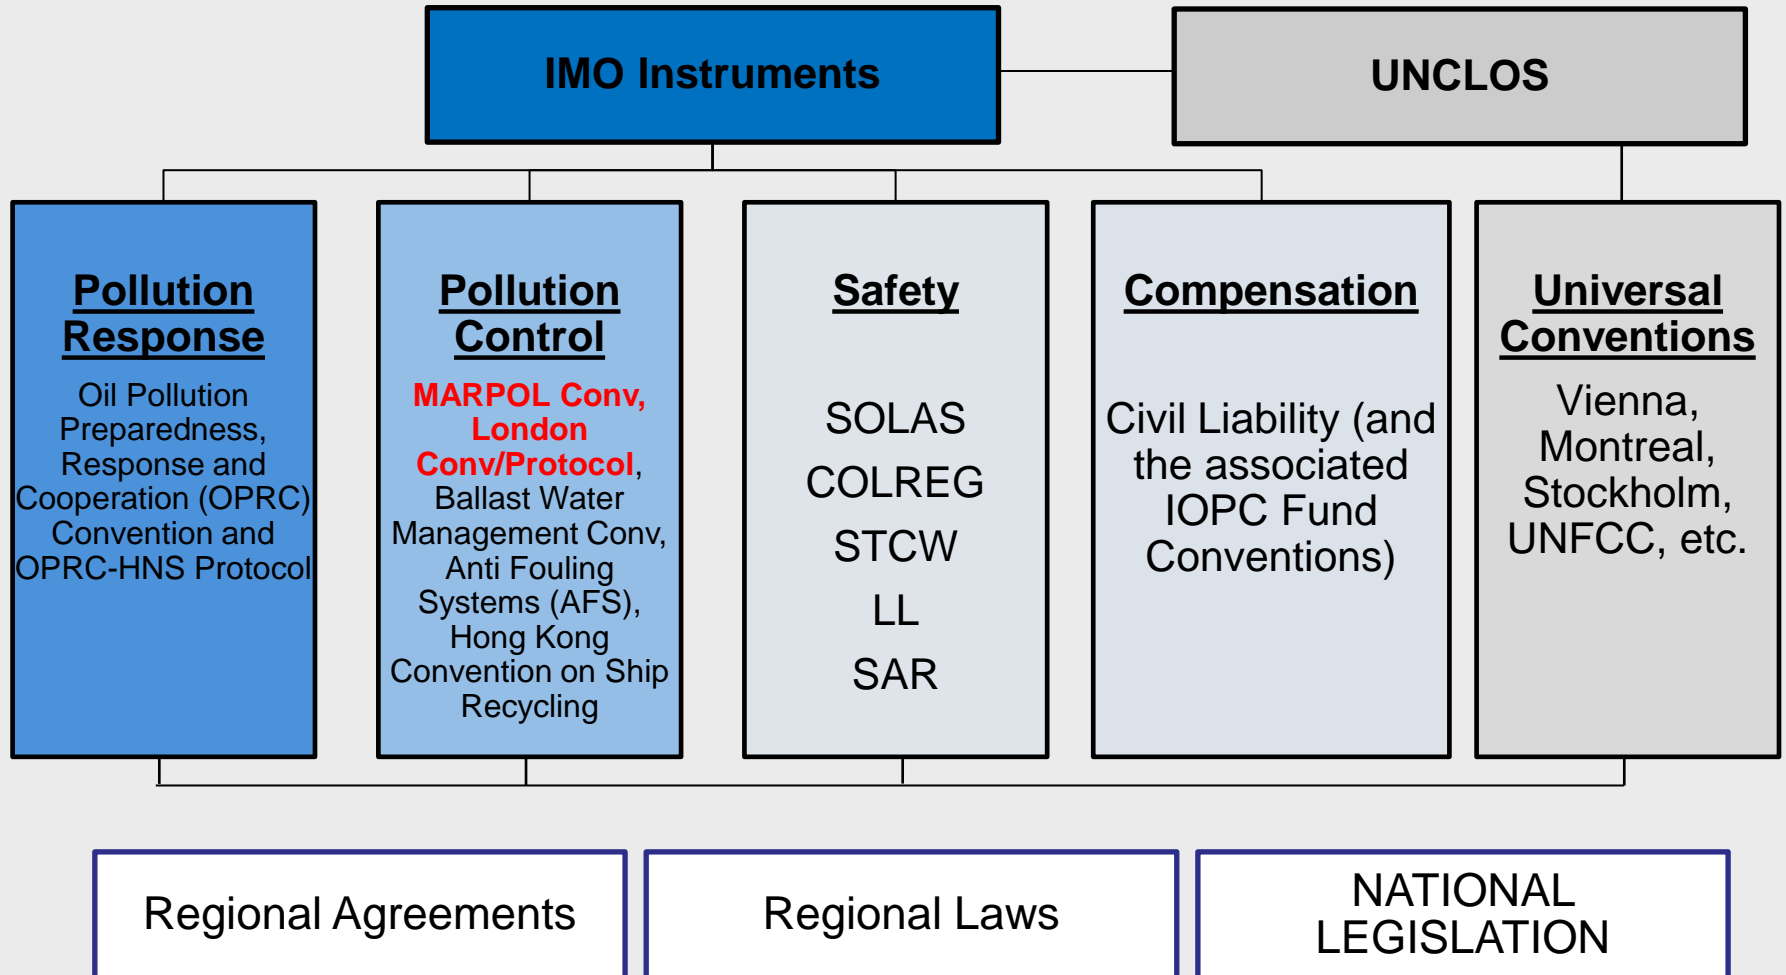 IMO Instruments
UNCLOS
Pollution
Response
Oil Pollution
Preparedness,
Response and
Cooperation (OPRC)
Convention and
OPRC-HNS Protocol
Pollution
Control
MARPOL Conv,
London
Conv/Protocol,
Ballast Water
Management Conv,
Anti Fouling
Systems (AFS),
Hong Kong
Convention on Ship
Recycling
Safety
SOLAS
COLREG
STCW
LL
SAR
Compensation
Civil Liability (and
the associated
IOPC Fund
Conventions)
Universal
Conventions
Vienna,
Montreal,
Stockholm,
UNFCC, etc.
Regional Agreements
Regional Laws
NATIONAL
LEGISLATION